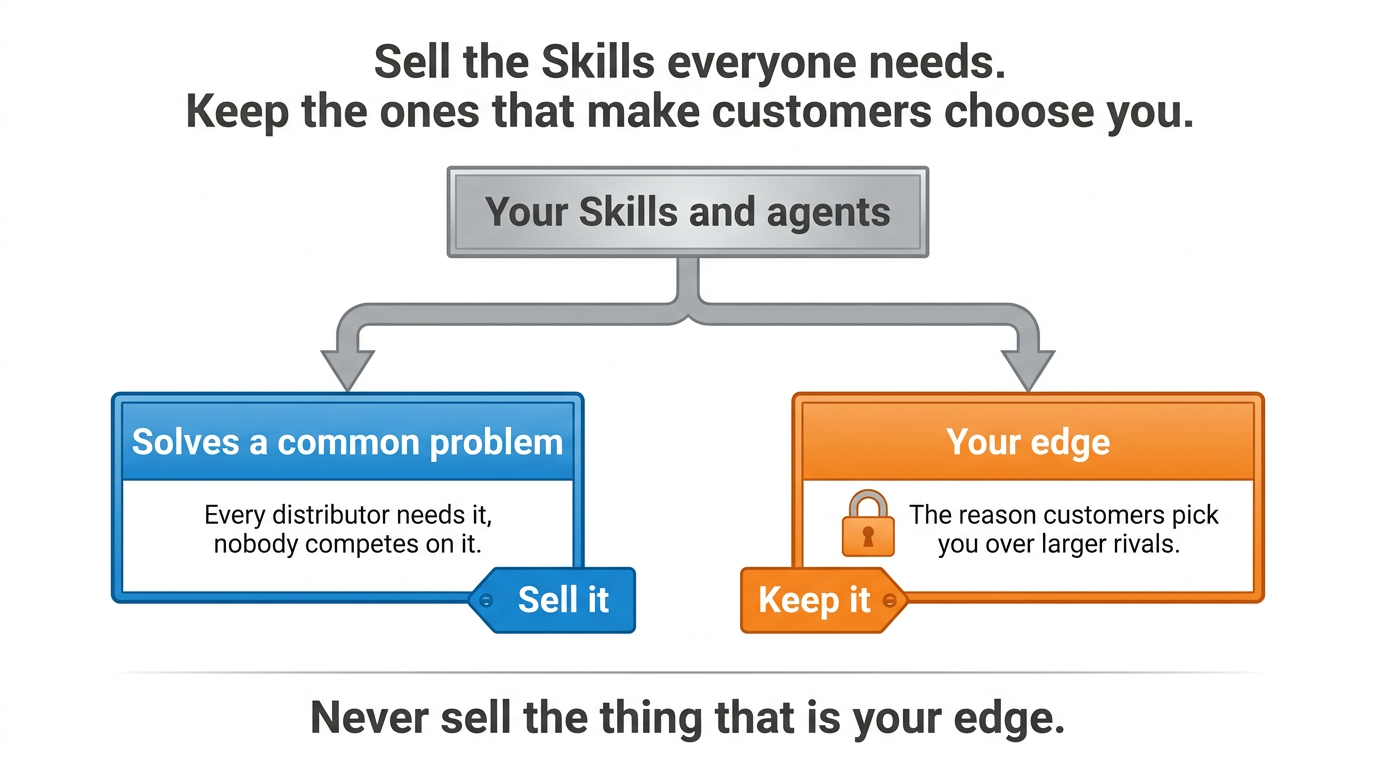 Sell the Skills everyone needs.
Keep the ones that make customers choose you.
Your Skills and agents
Solves a common problem
Every distributor needs it,
nobody competes on it.
Sell it
Your edge
The reason customers pick
you over larger rivals.
Keep it
Never sell the thing that is your edge.